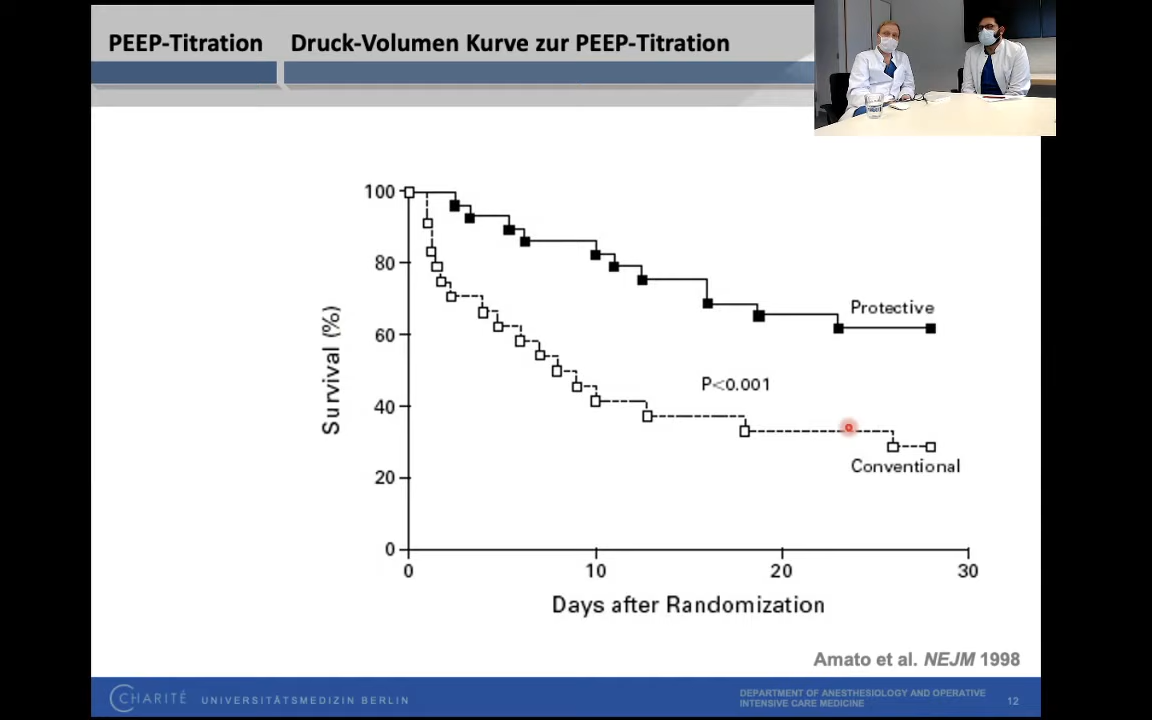 PEEP-Titration Druck-Volumen Kurve zur PEEP-Titration
100
80
60
40
20
0
Survival (%)
Protective
P<0.001
Conventional
0 10 20 30
Days after Randomization
Amato et al. NEJM 1998
CHARITÉ UNIVERSITÄTSMEDIZIN BERLIN
DEPARTMENT OF ANESTHESIOLOGY AND OPERATIVE
INTENSIVE CARE MEDICINE
12